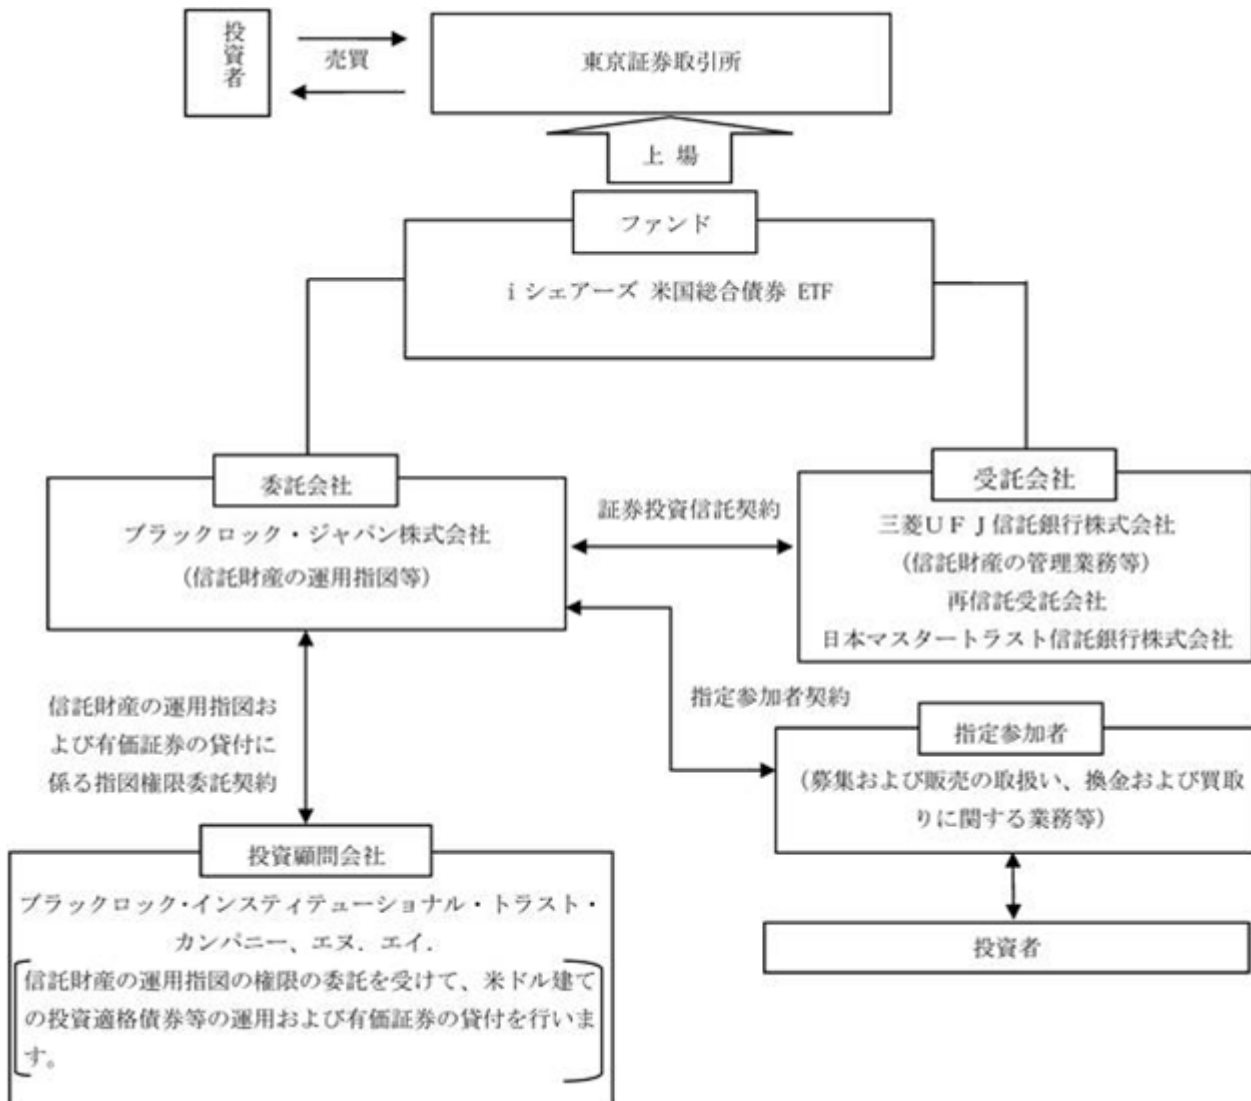 投資者
売買
東京証券取引所
上 場
ファンド
iシェアーズ 米国総合債券 ETF
委託会社
ブラックロック・ジャパン株式会社
(信託財産の運用指図等)
証券投資信託契約
受託会社
三菱UFJ信託銀行株式会社
(信託財産の管理業務等)
再信託受託会社
日本マスタートラスト信託銀行株式会社
信託財産の運用指図お
よび有価証券の貸付に
係る指図権限委託契約
指定参加者契約
指定参加者
(募集および販売の取扱い、換金および買取
りに関する業務等)
投資者
投資顧問会社
ブラックロック・インスティテューショナル・トラスト・
カンパニー、エヌ．エイ．
信託財産の運用指図の権限の委託を受けて、米ドル建て
の投資適格債券等の運用および有価証券の貸付を行いま
す。